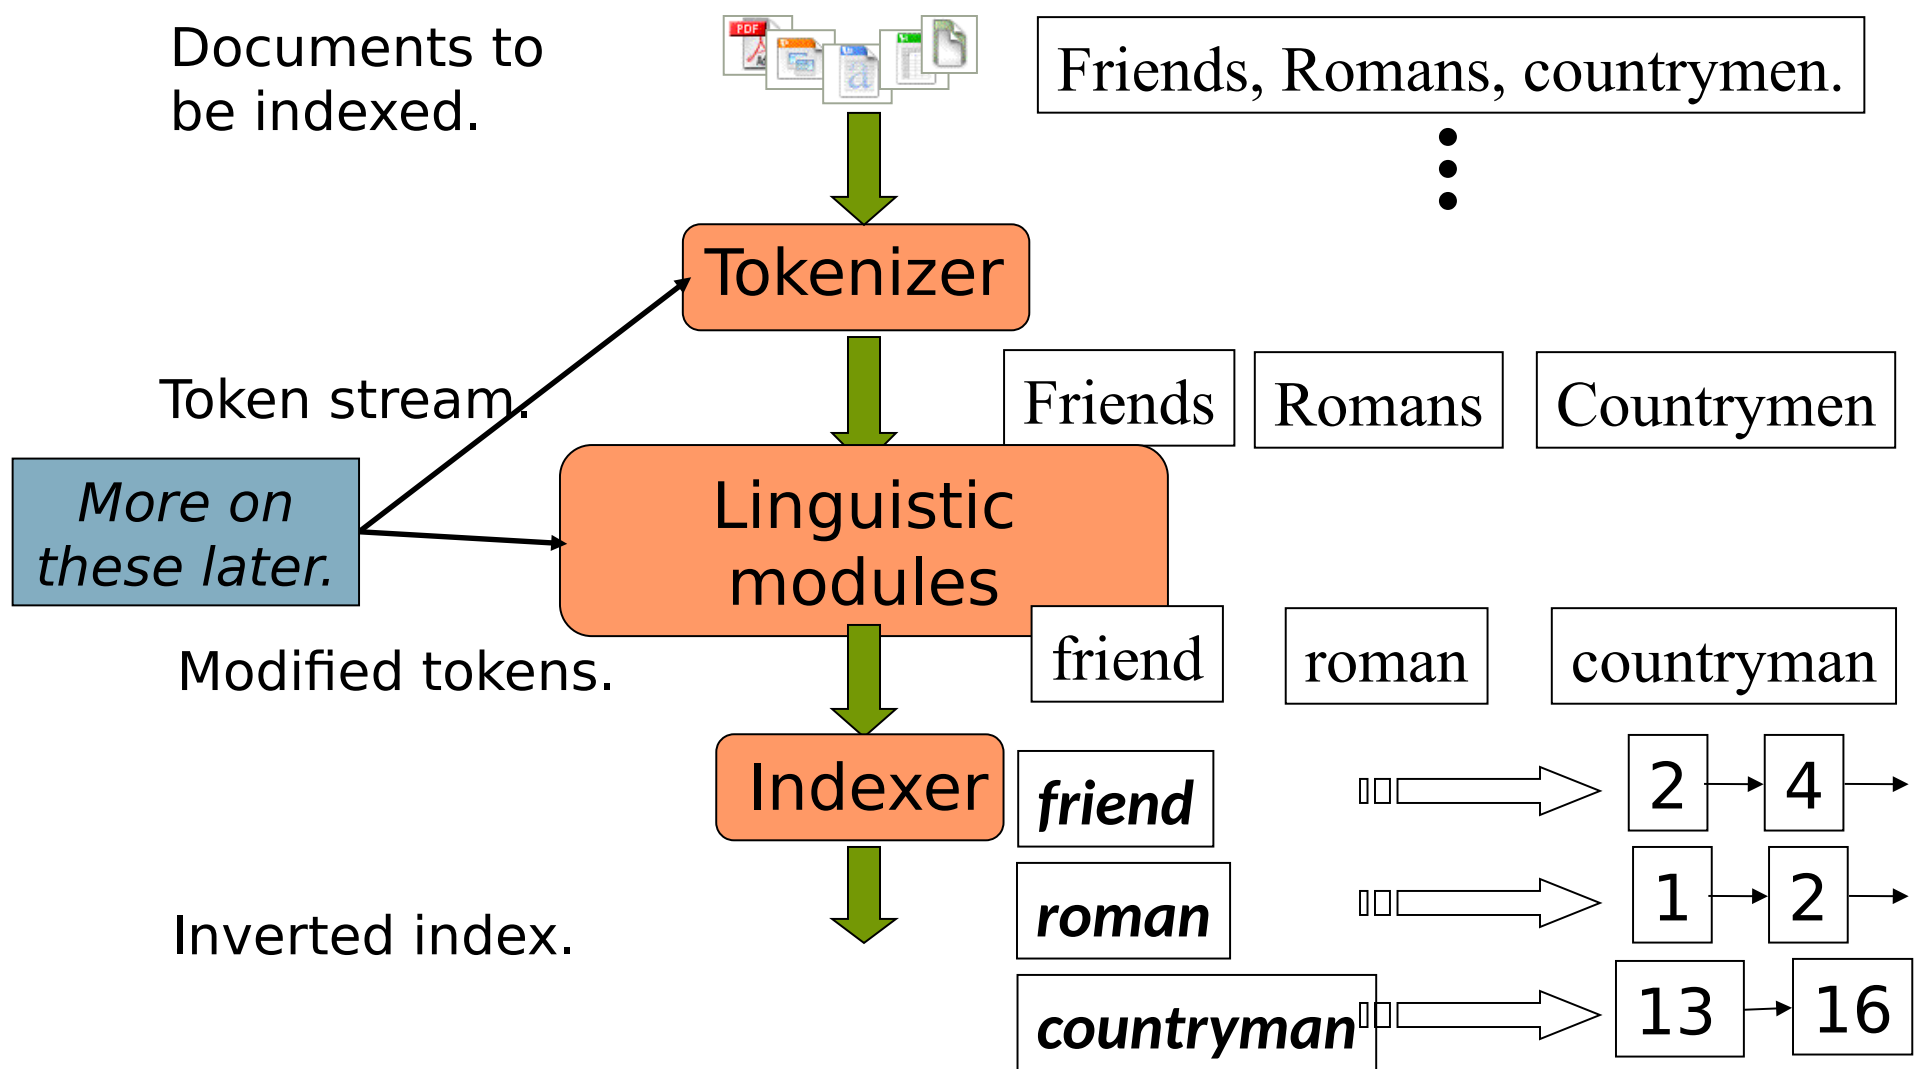 Documents to
be indexed.
PDF
Friends, Romans, countrymen.
Tokenizer
Token stream.
Friends
Romans
Countrymen
More on
these later.
Linguistic
modules
Modified tokens.
friend
roman
countryman
Indexer
friend
2
4
roman
1
2
Inverted index.
countryman
13
16